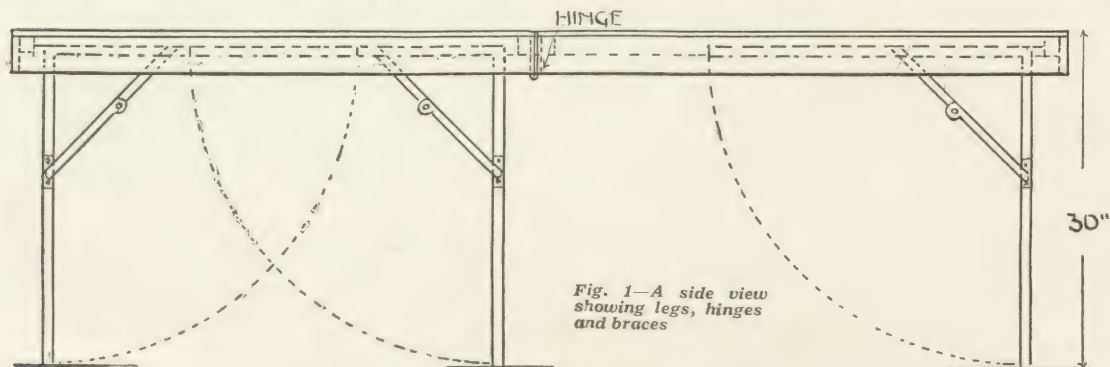 HINGE
30"
Fig. 1—A side view
showing legs, hinges
and braces